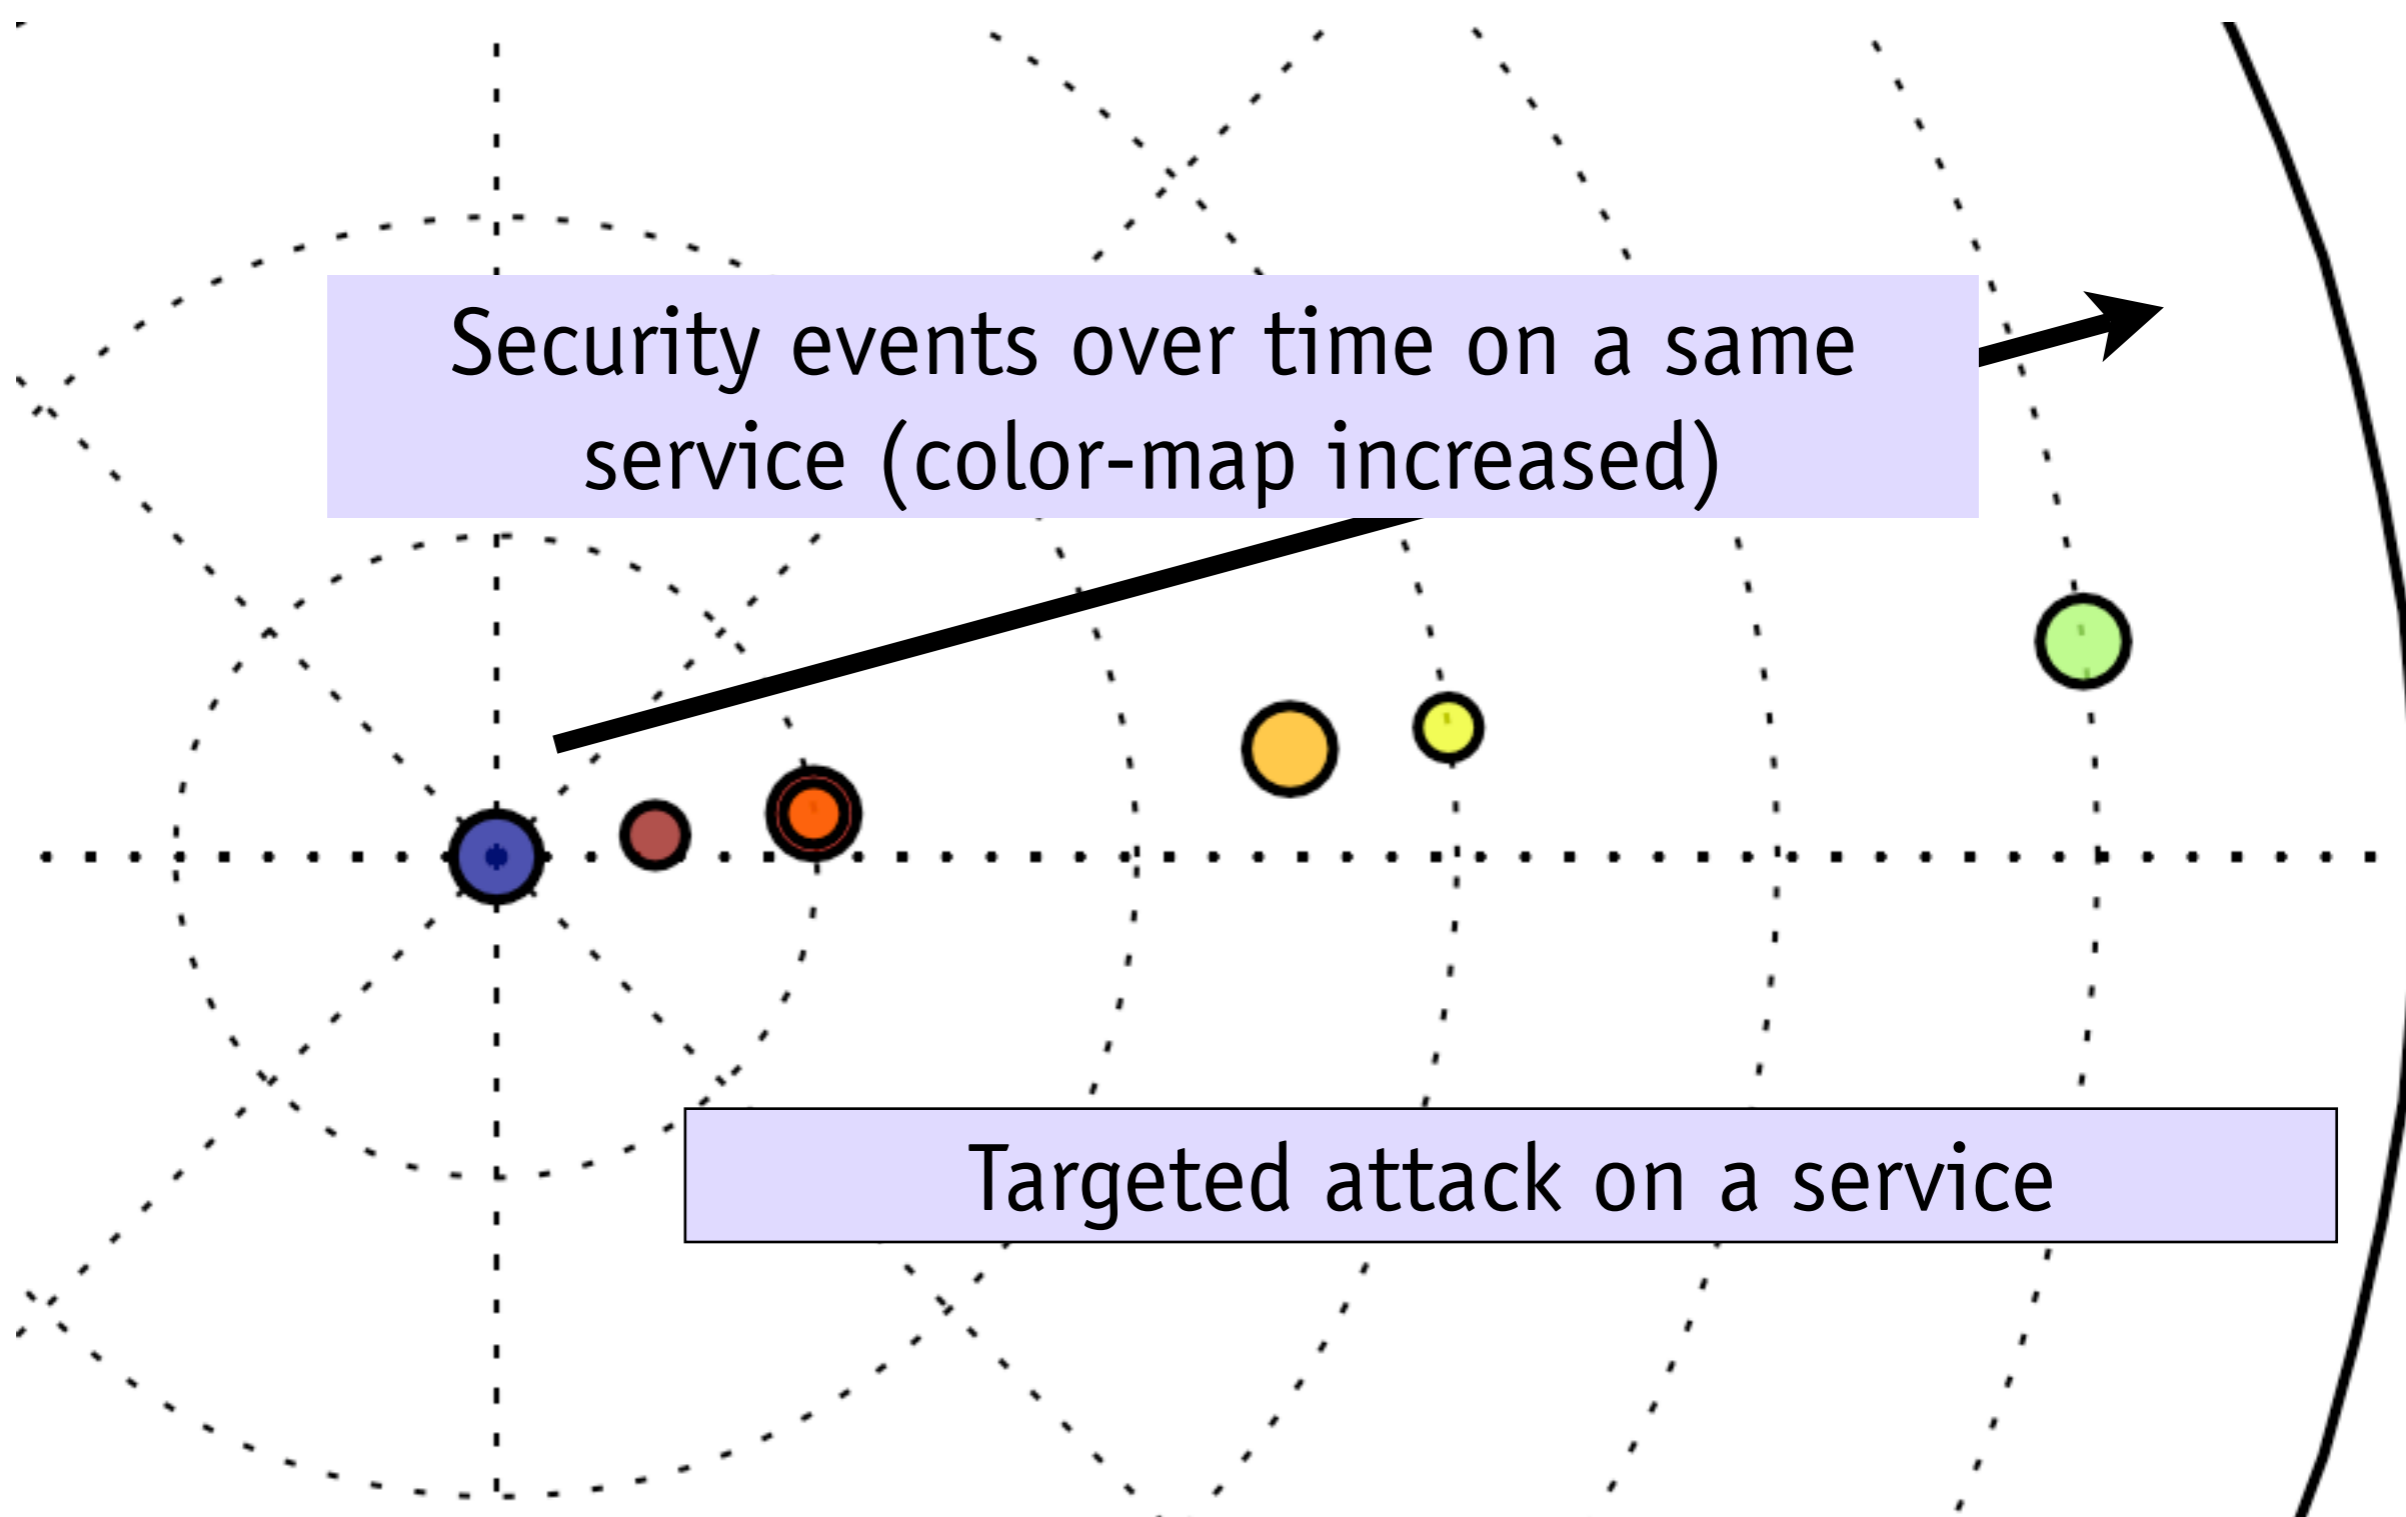 Security events over time on a same
service (color-map increased)
Targeted attack on a service